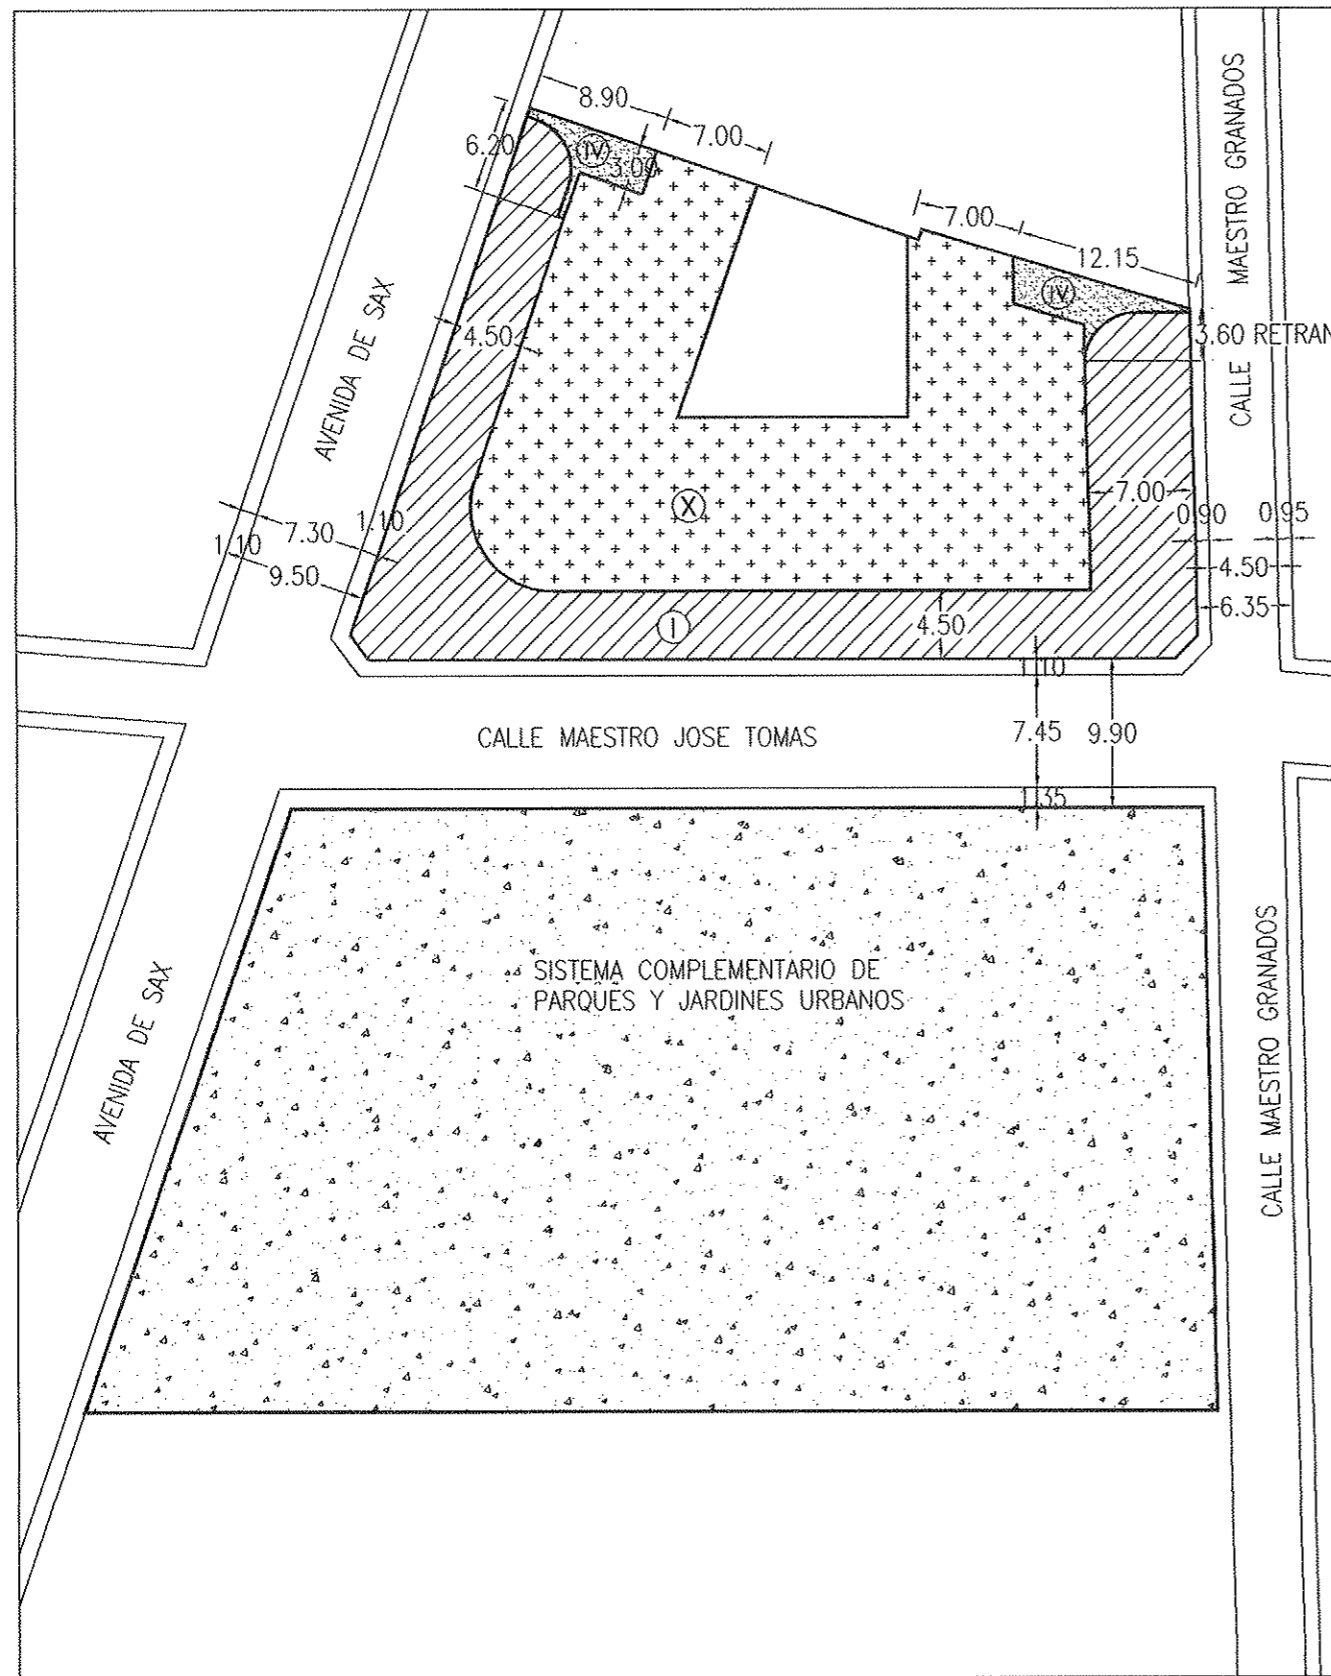 8.90
7.00
6.20
IV
3.00
7.00
12.15
IV
3.60 RETRAN
CALLE MAESTRO GRANADOS
AVENIDA DE SAX
4.50
X
7.00
0.90
0.95
1.10
7.30
1.10
9.50
4.50
6.35
I
4.50
1.10
CALLE MAESTRO JOSE TOMAS
7.45
9.90
1.35
SISTEMA COMPLEMENTARIO DE
PARQUES Y JARDINES URBANOS
AVENIDA DE SAX
CALLE MAESTRO GRANADOS